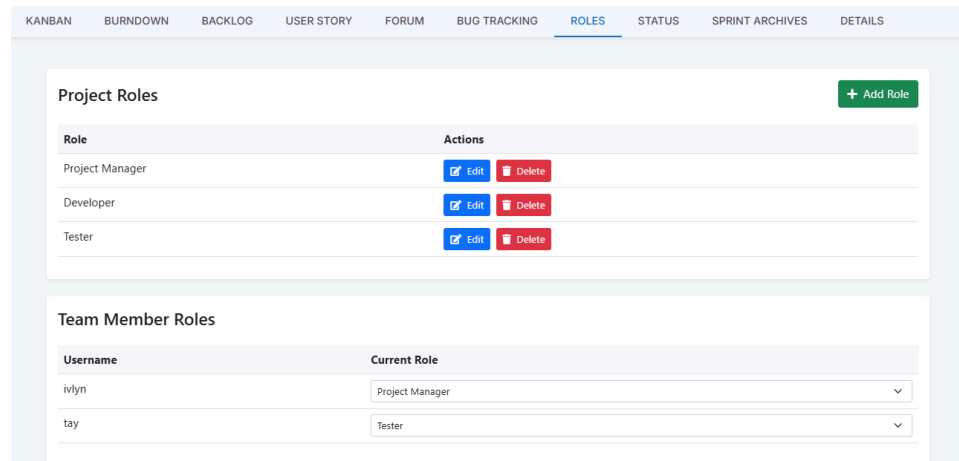 KANBAN BURNDOWN BACKLOG USER STORY FORUM BUG TRACKING ROLES STATUS SPRINT ARCHIVES DETAILS
Project Roles + Add Role
Role Actions
Project Manager Edit Delete
Developer Edit Delete
Tester Edit Delete
Team Member Roles
Username Current Role
ivlyn Project Manager
tay Tester